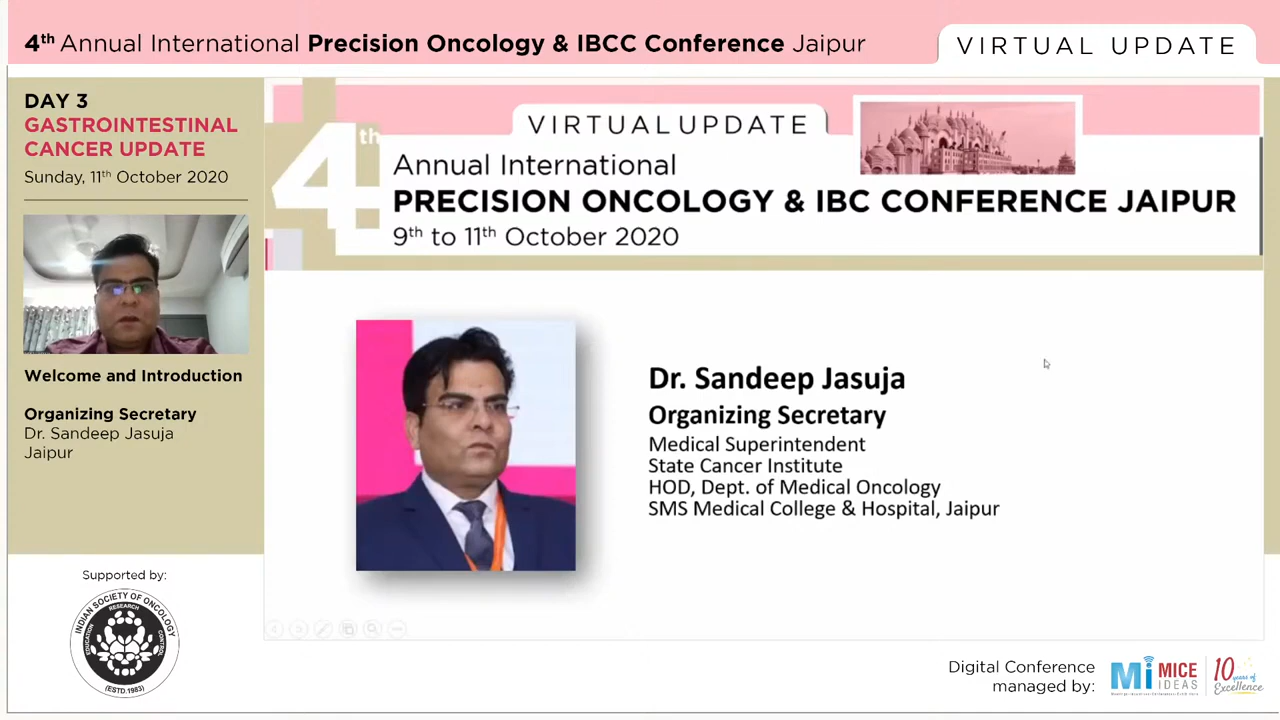 4th Annual International Precision Oncology & IBCC Conference Jaipur
VIRTUAL UPDATE
DAY 3
GASTROINTESTINAL
CANCER UPDATE
Sunday, 11th October 2020
Welcome and Introduction
Organizing Secretary
Dr. Sandeep Jasuja
Jaipur
Supported by:
INDIAN SOCIETY OF ONCOLOGY
RESEARCH
EDUCATION
CONTROL
(ESTD.1983)
VIRTUAL UPDATE
4th
Annual International
PRECISION ONCOLOGY & IBC CONFERENCE JAIPUR
9th to 11th October 2020
Dr. Sandeep Jasuja
Organizing Secretary
Medical Superintendent
State Cancer Institute
HOD, Dept. of Medical Oncology
SMS Medical College & Hospital, Jaipur
Digital Conference
managed by:
Mi MICE
IDEAS
10 years of
Excellence